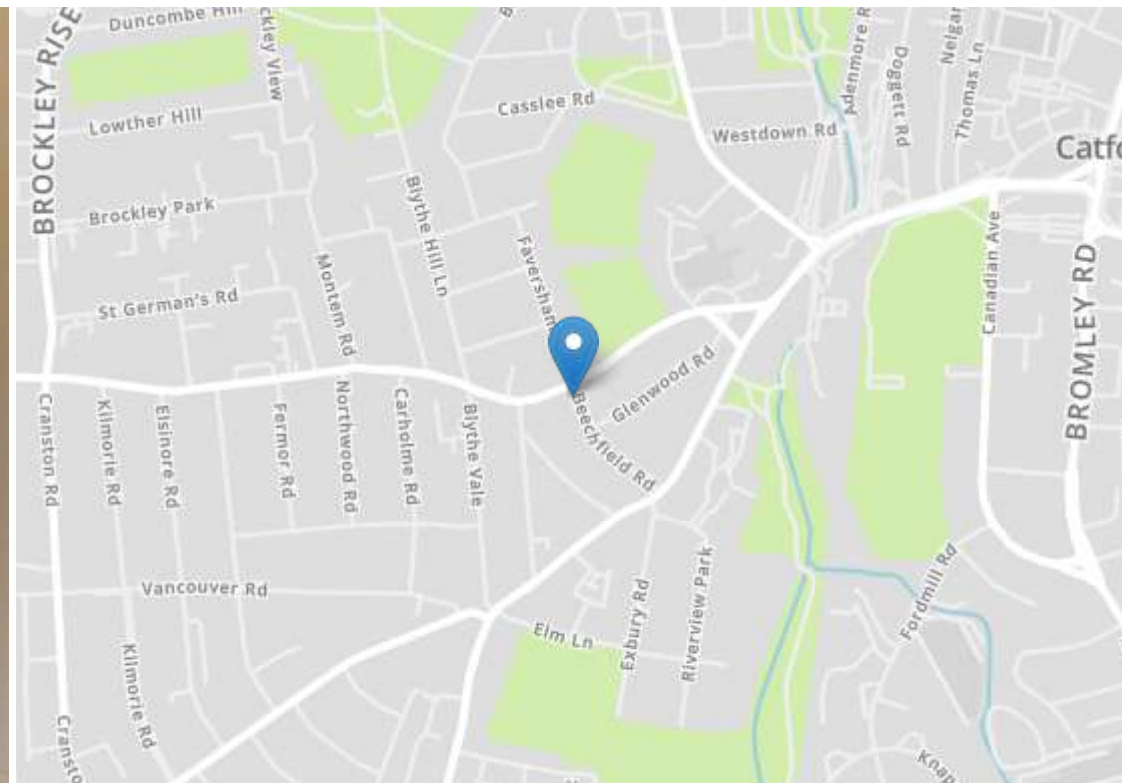 Duncombe Hill
BROCKLEY RISE
ckley View
Lowther Hill
Brockley Park
St German's Rd
Montem Rd
Blythe Hill Ln
Casslee Rd
Faversham
Westdown Rd
Adenmore R
Doggett Rd
Nelgar
Thomas Ln
Catfo
Canadian Ave
BROMLEY RD
Glenwood Rd
Beechfield Rd
Cranston Rd
Kilmorie Rd
Elsinore Rd
Fermor Rd
Northwood Rd
Carholme Rd
Blythe Vale
Vancouver Rd
Kilmorie Rd
Cransto
Elm Ln
Exbury Rd
Riverview Park
Fordmill Rd
Knap